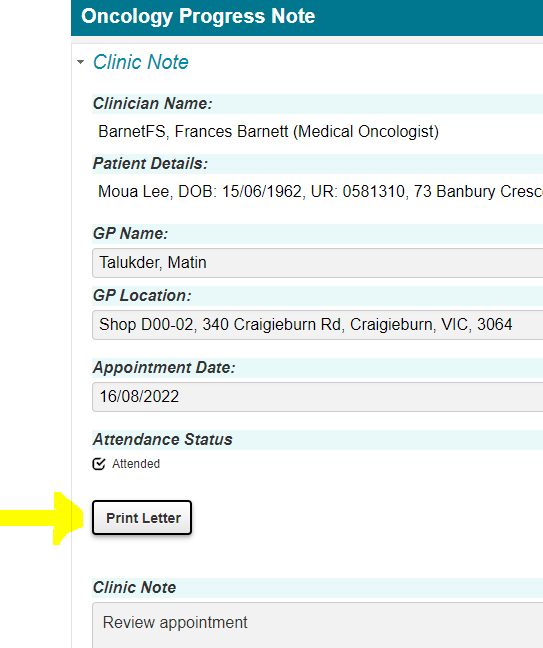 Oncology Progress Note
Clinic Note
Clinician Name:
BarnetFS, Frances Barnett (Medical Oncologist)
Patient Details:
Moua Lee, DOB: 15/06/1962, UR: 0581310, 73 Banbury Cresc
GP Name:
Talukder, Matin
GP Location:
Shop D00-02, 340 Craigieburn Rd, Craigieburn, VIC, 3064
Appointment Date:
16/08/2022
Attendance Status
Attended
Print Letter
Clinic Note
Review appointment